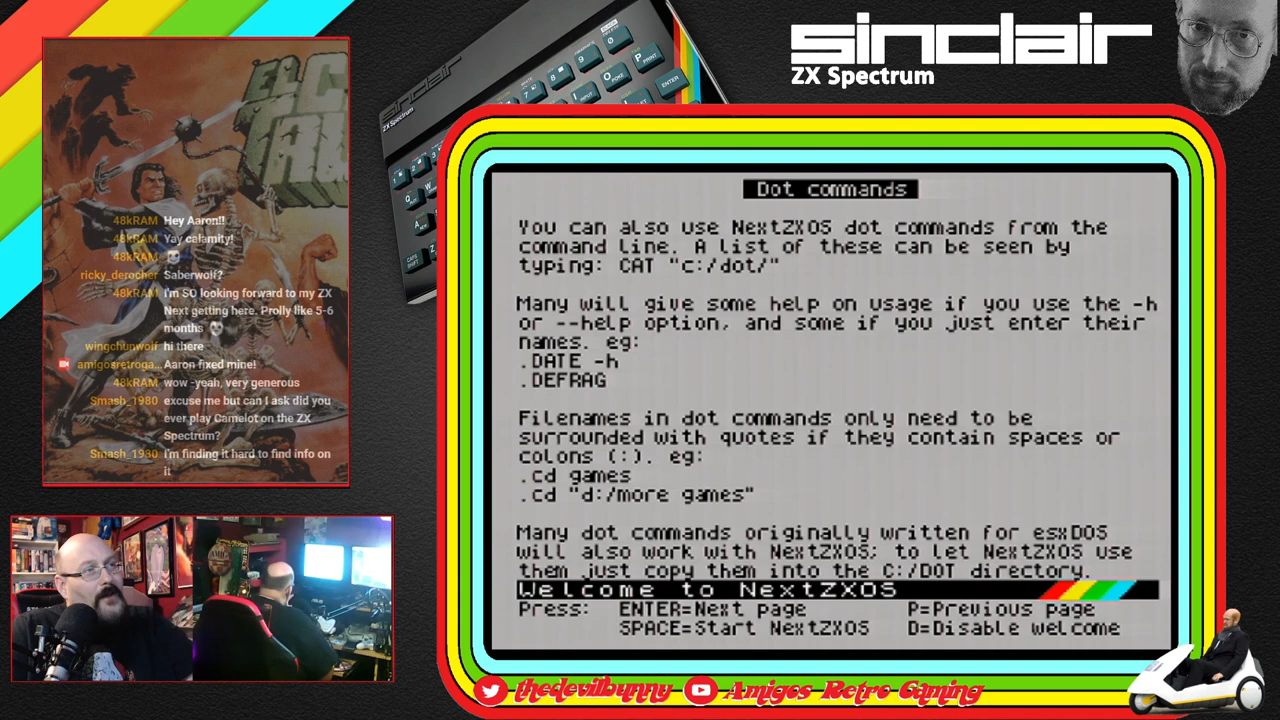 sinclair
ZX Spectrum
sinclair
ZX Spectrum
EL C
48kRAM Hey Aaron!!
48kRAM Yay calamity!
48kRAM
ricky_derocher Saberwolf?
48kRAM I'm SO looking forward to my ZX
Next getting here. Prolly like 5-6
months
wingchunwolf hi there
amigosretroga... Aaron fixed mine!
48kRAM wow -yeah, very generous
Smash_1980 excuse me but can I ask did you
ever play Camelot on the ZX
Spectrum?
Smash_1980 I'm finding it hard to find info on
it
Dot commands
You can also use NextZXOS dot commands from the
command line. A list of these can be seen by
typing: CAT "c:/dot/"
Many will give some help on usage if you use the -h
or --help option, and some if you just enter their
names. eg:
.DATE -h
.DEFRAG
Filenames in dot commands only need to be
surrounded with quotes if they contain spaces or
colons (:). eg:
.cd games
.cd "d:/more games"
Many dot commands originally written for esxDOS
will also work with NextZXOS; to let NextZXOS use
them just copy them into the C:/DOT directory.
Welcome to NextZXOS
Press: ENTER=Next page P=Previous page
SPACE=Start NextZXOS D=Disable welcome
thedevilbunny Amigos Retro Gaming